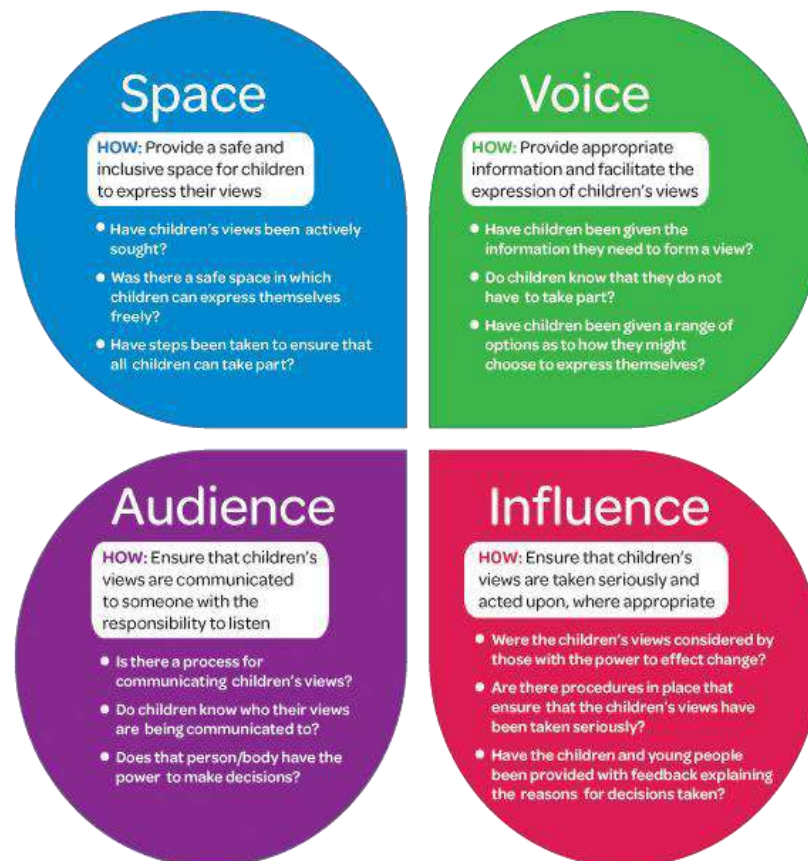 Space
HOW: Provide a safe and
inclusive space for children
to express their views
• Have children's views been actively
sought?
• Was there a safe space in which
children can express themselves
freely?
• Have steps been taken to ensure that
all children can take part?
Voice
HOW: Provide appropriate
information and facilitate the
expression of children's views
• Have children been given the
information they need to form a view?
• Do children know that they do not
have to take part?
• Have children been given a range of
options as to how they might
choose to express themselves?
Audience
HOW: Ensure that children's
views are communicated
to someone with the
responsibility to listen
• Is there a process for
communicating children's views?
• Do children know who their views
are being communicated to?
• Does that person/body have the
power to make decisions?
Influence
HOW: Ensure that children's
views are taken seriously and
acted upon, where appropriate
• Were the children's views considered by
those with the power to effect change?
• Are there procedures in place that
ensure that the children's views have
been taken seriously?
• Have the children and young people
been provided with feedback explaining
the reasons for decisions taken?